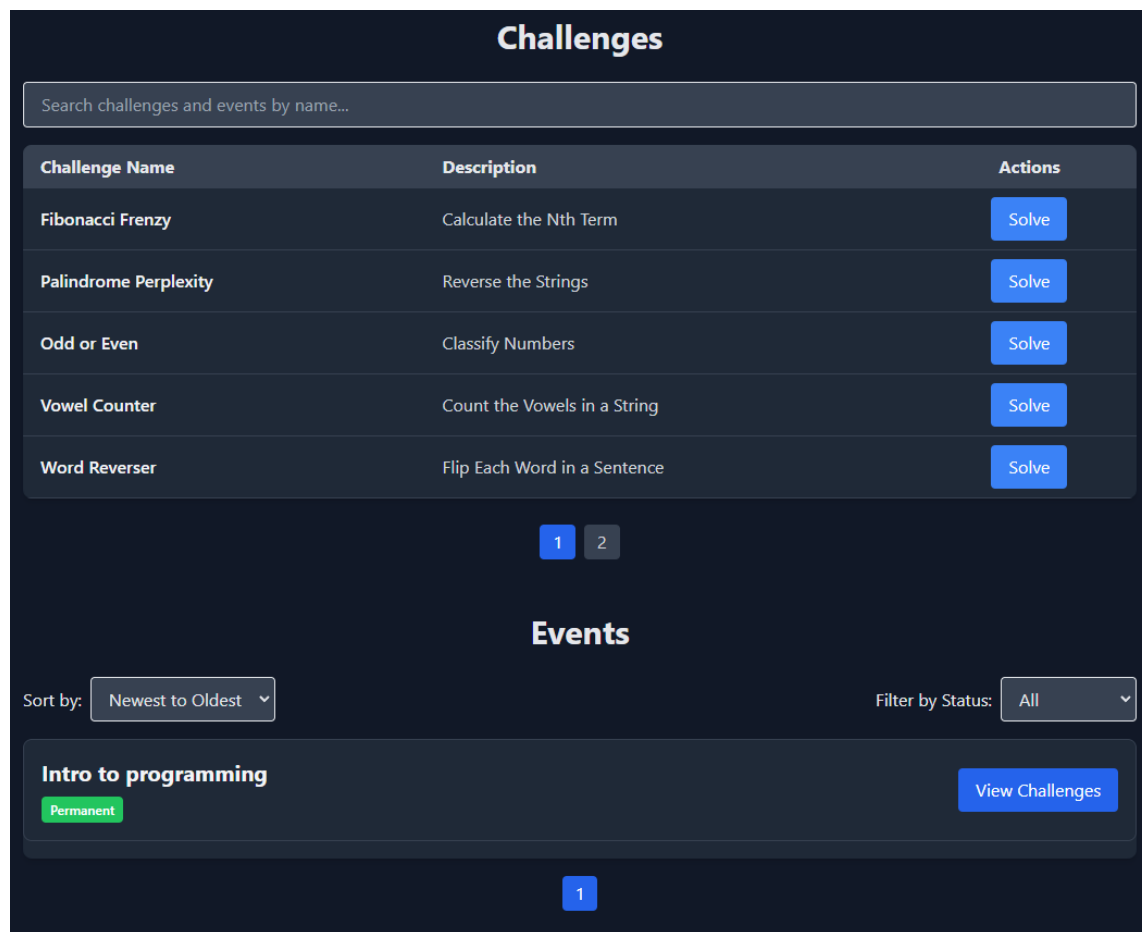 Challenges
Search challenges and events by name...
Challenge Name Description Actions
Fibonacci Frenzy Calculate the Nth Term Solve
Palindrome Perplexity Reverse the Strings Solve
Odd or Even Classify Numbers Solve
Vowel Counter Count the Vowels in a String Solve
Word Reverser Flip Each Word in a Sentence Solve
1 2
Events
Sort by: Newest to Oldest Filter by Status: All
Intro to programming
Permanent
View Challenges
1